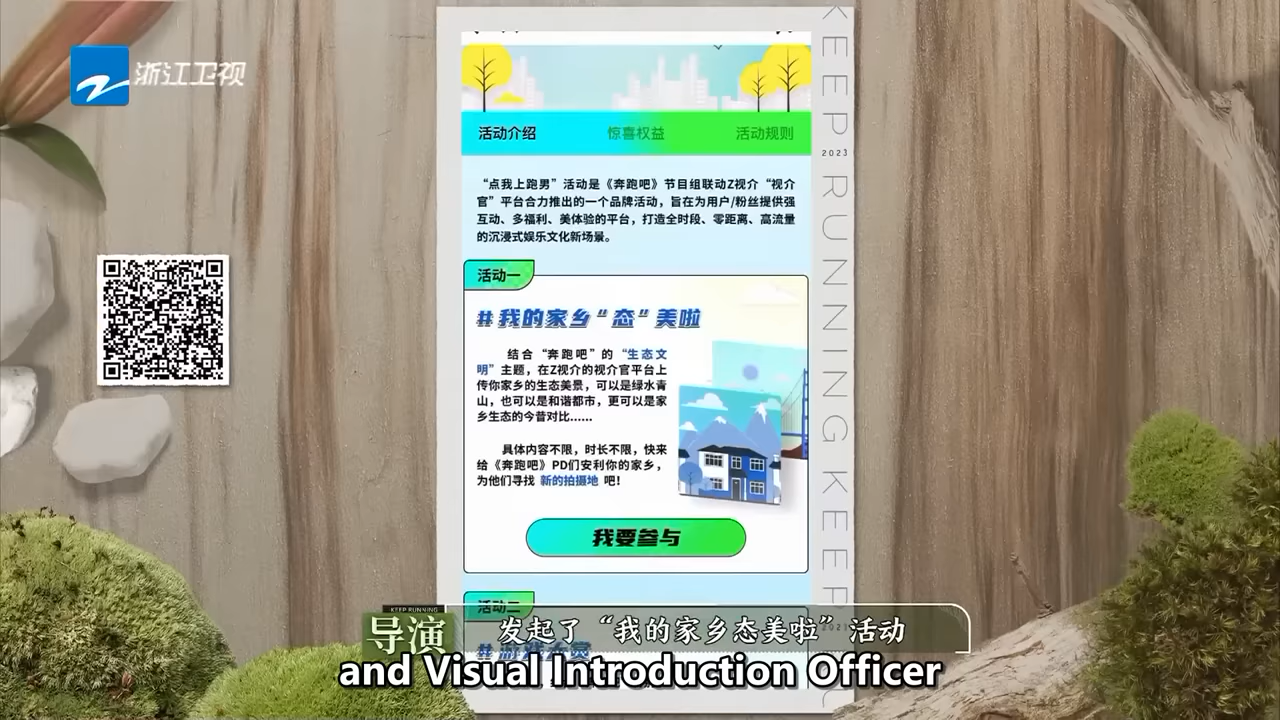 浙江卫视
活动介绍
惊喜权益
活动规则
“点我上跑男”活动是《奔跑吧》节目组联动Z视介“视介
官”平台合力推出的一个品牌活动，旨在为用户/粉丝提供强
互动、多福利、美体验的平台，打造全时段、零距离、高流量
的沉浸式娱乐文化新场景。
活动一
#我的家乡“态”美啦
结合“奔跑吧”的“生态文
明”主题，在Z视介的视介官平台上
传你家乡的生态美景，可以是绿水青
山，也可以是和谐都市，更可以是家
乡生态的今昔对比......
具体内容不限，时长不限，快来
给《奔跑吧》PD们安利你的家乡，
为他们寻找 新的拍摄地 吧！
我要参与
活动二
KEEP
2023
RUNNING
KEEP
KEEP RUNNING
导演
发起了“我的家乡态美啦”活动
and Visual Introduction Officer